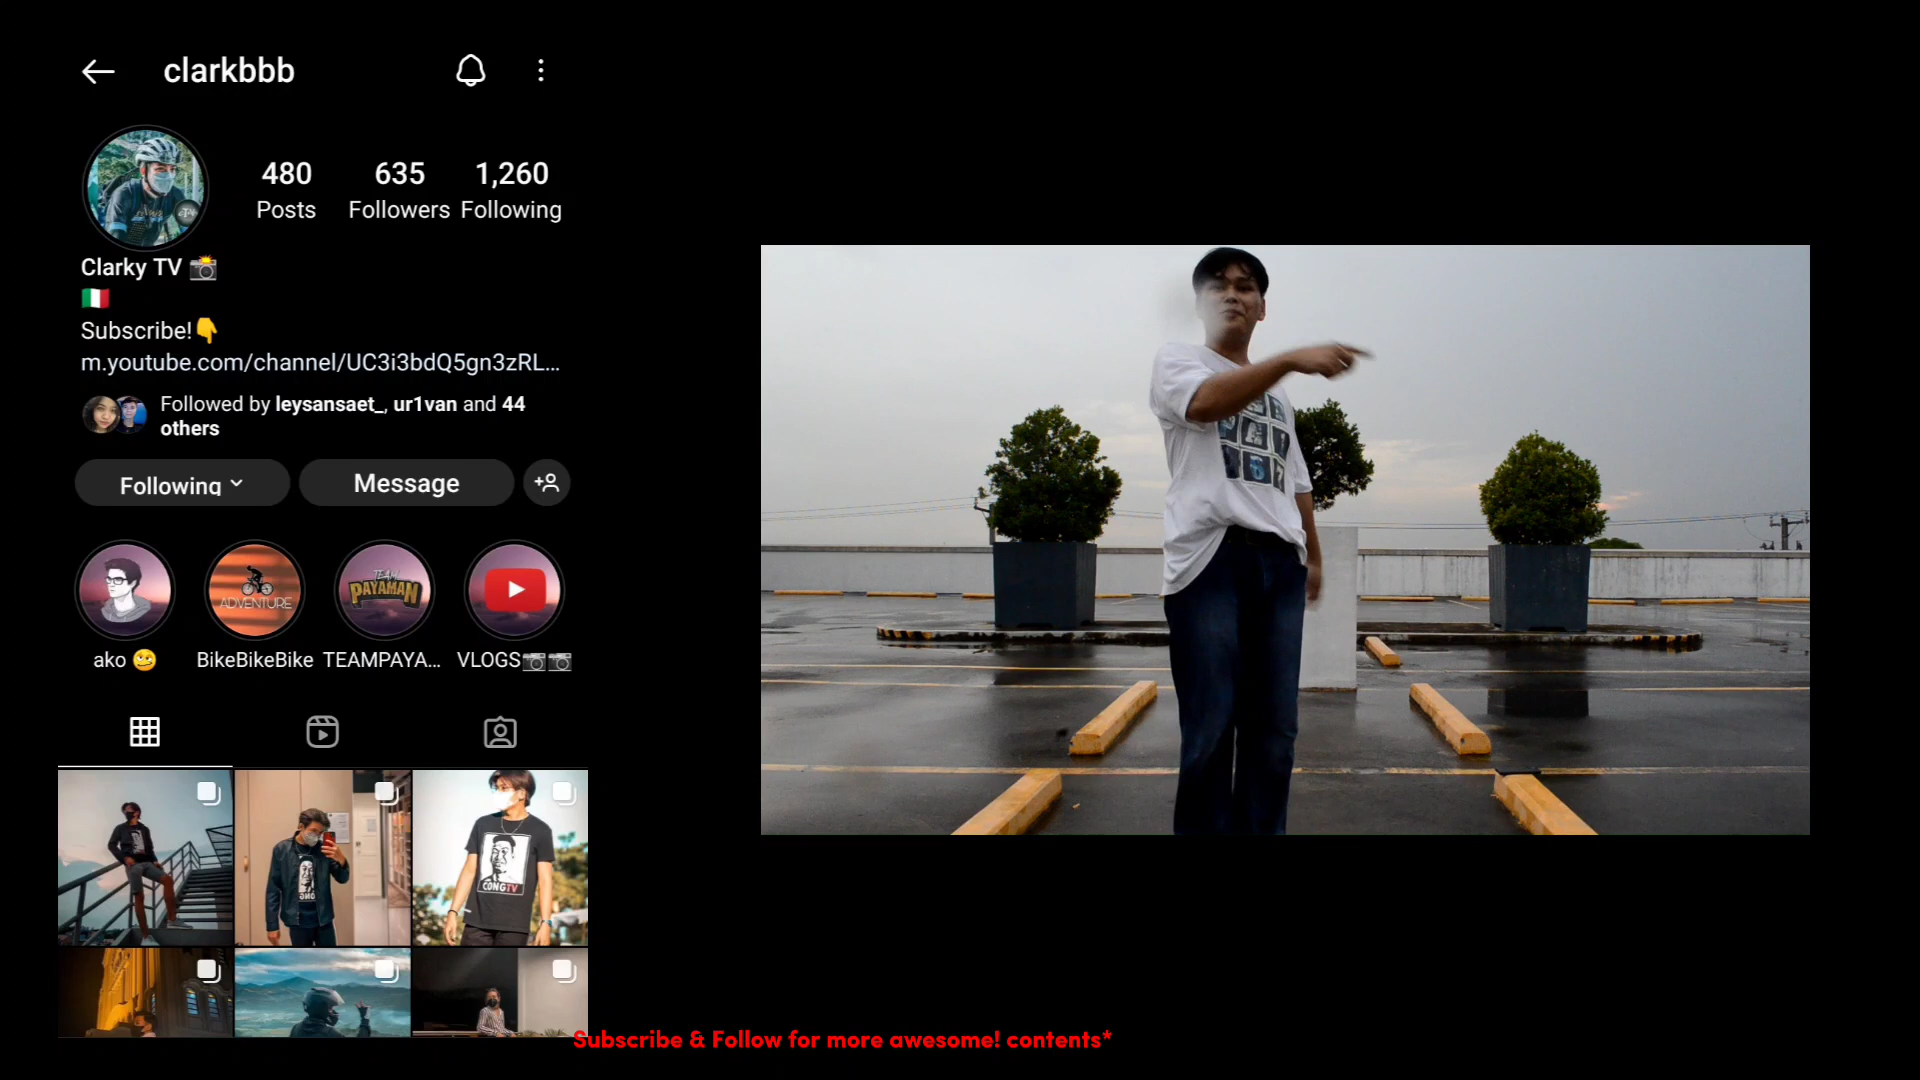 clarkbbb
480
Posts
635
Followers
1,260
Following
Clarky TV 📸
🇮🇹
Subscribe!👇
m.youtube.com/channel/UC3i3bdQ5gn3zRL...
Followed by leysansaet_, ur1van and 44
others
Following
Message
ADVENTURE
TEAM
PAYAMAN
ako 🥴
BikeBikeBike
TEAMPAYA...
VLOGS📷📷
CONGTV
Subscribe & Follow for more awesome! contents*